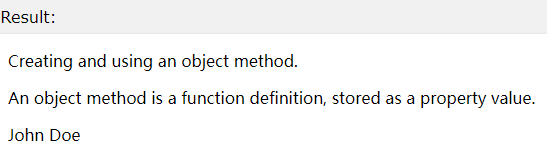 Result:
Creating and using an object method.
An object method is a function definition, stored as a property value.
John Doe